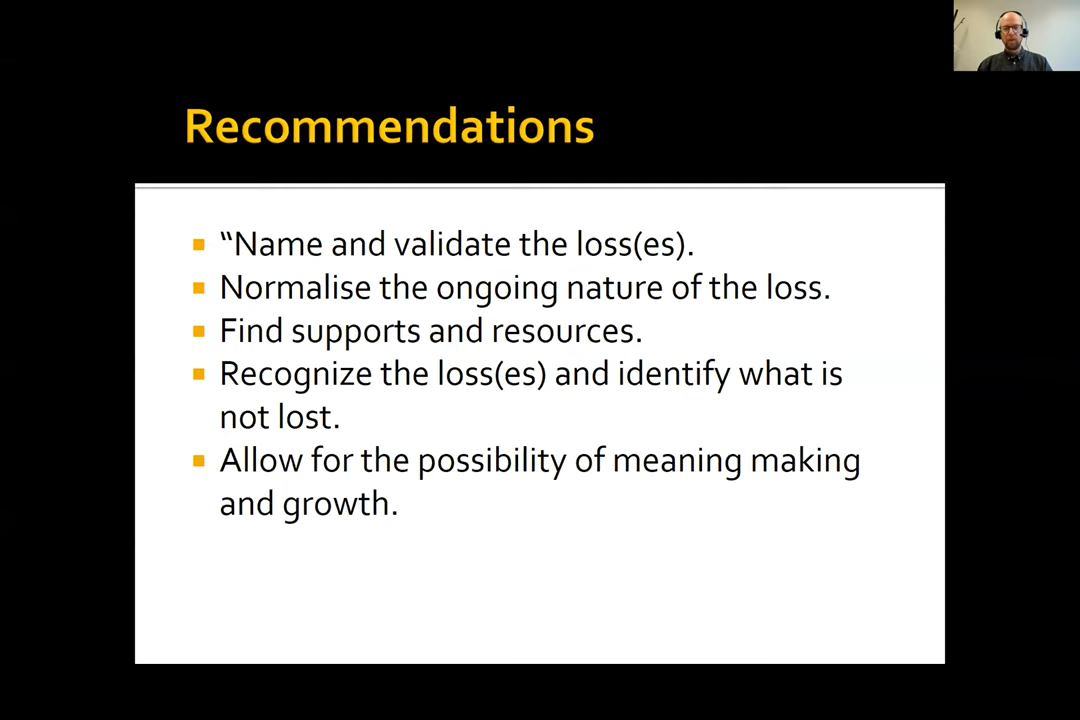 Recommendations
“Name and validate the loss(es).
Normalise the ongoing nature of the loss.
Find supports and resources.
Recognize the loss(es) and identify what is
not lost.
Allow for the possibility of meaning making
and growth.